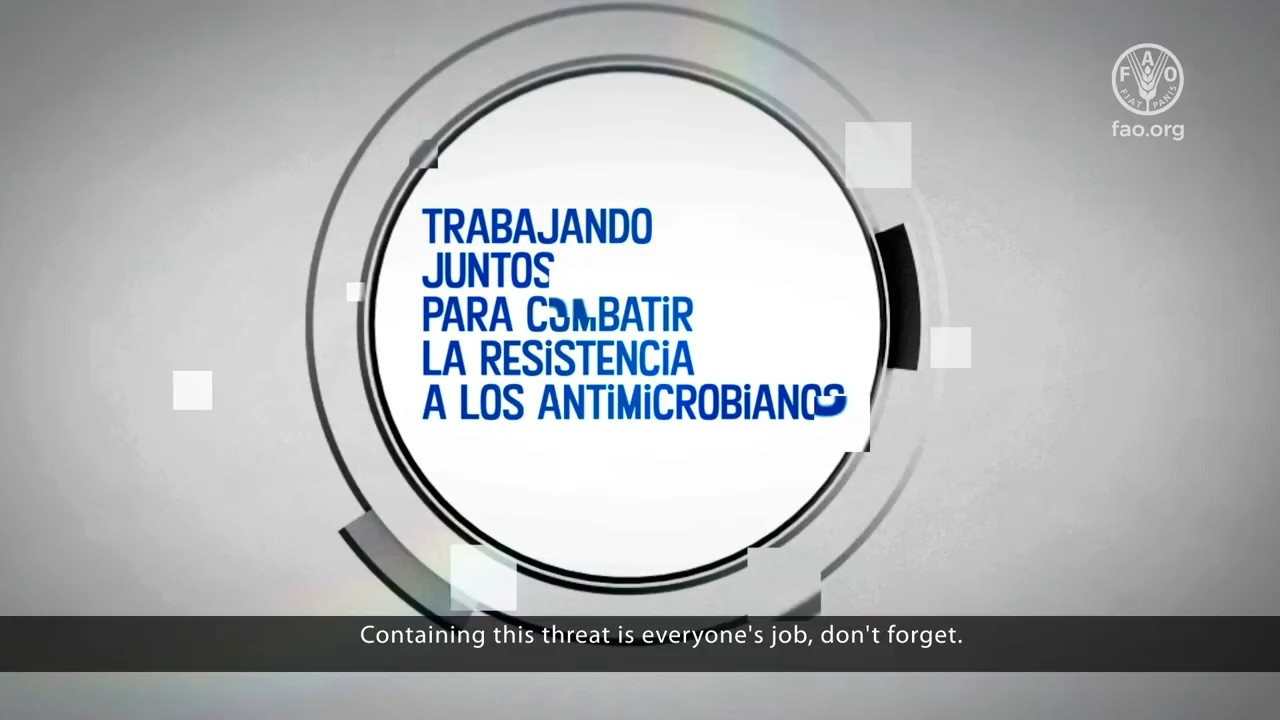 FAO
FIAT PANIS
fao.org
TRABAJANDO
JUNTOS
PARA COMBATiR
LA RESiSTENCiA
A LOS ANTiMiCROBiANOS
Containing this threat is everyone's job, don't forget.